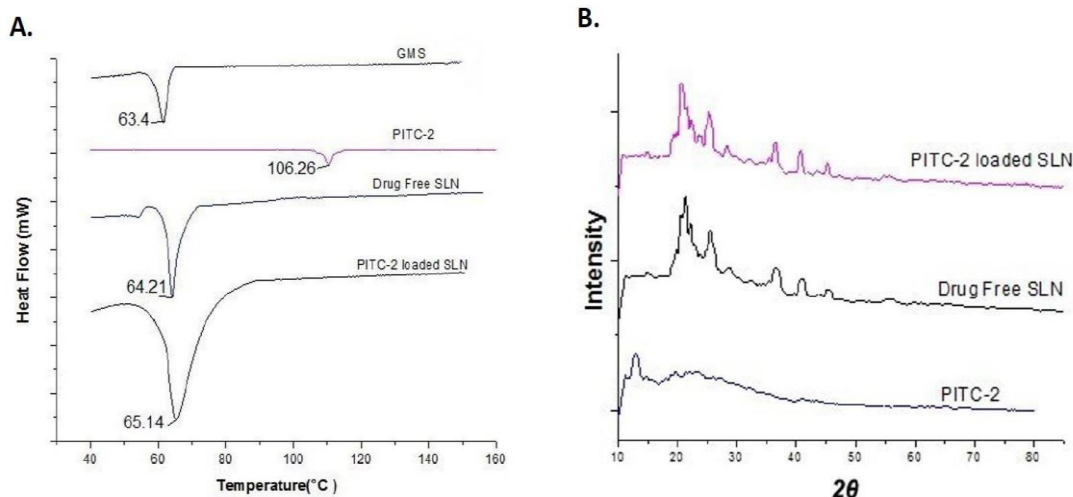 A.
GMS
63.4
PITC-2
106.26
Drug Free SLN
64.21
PITC-2 loaded SLN
65.14
Heat Flow (mW)
40 60 80 100 120 140 160
Temperature(°C )
B.
PITC-2 loaded SLN
Drug Free SLN
PITC-2
Intensity
10 20 30 40 50 60 70 80
2θ